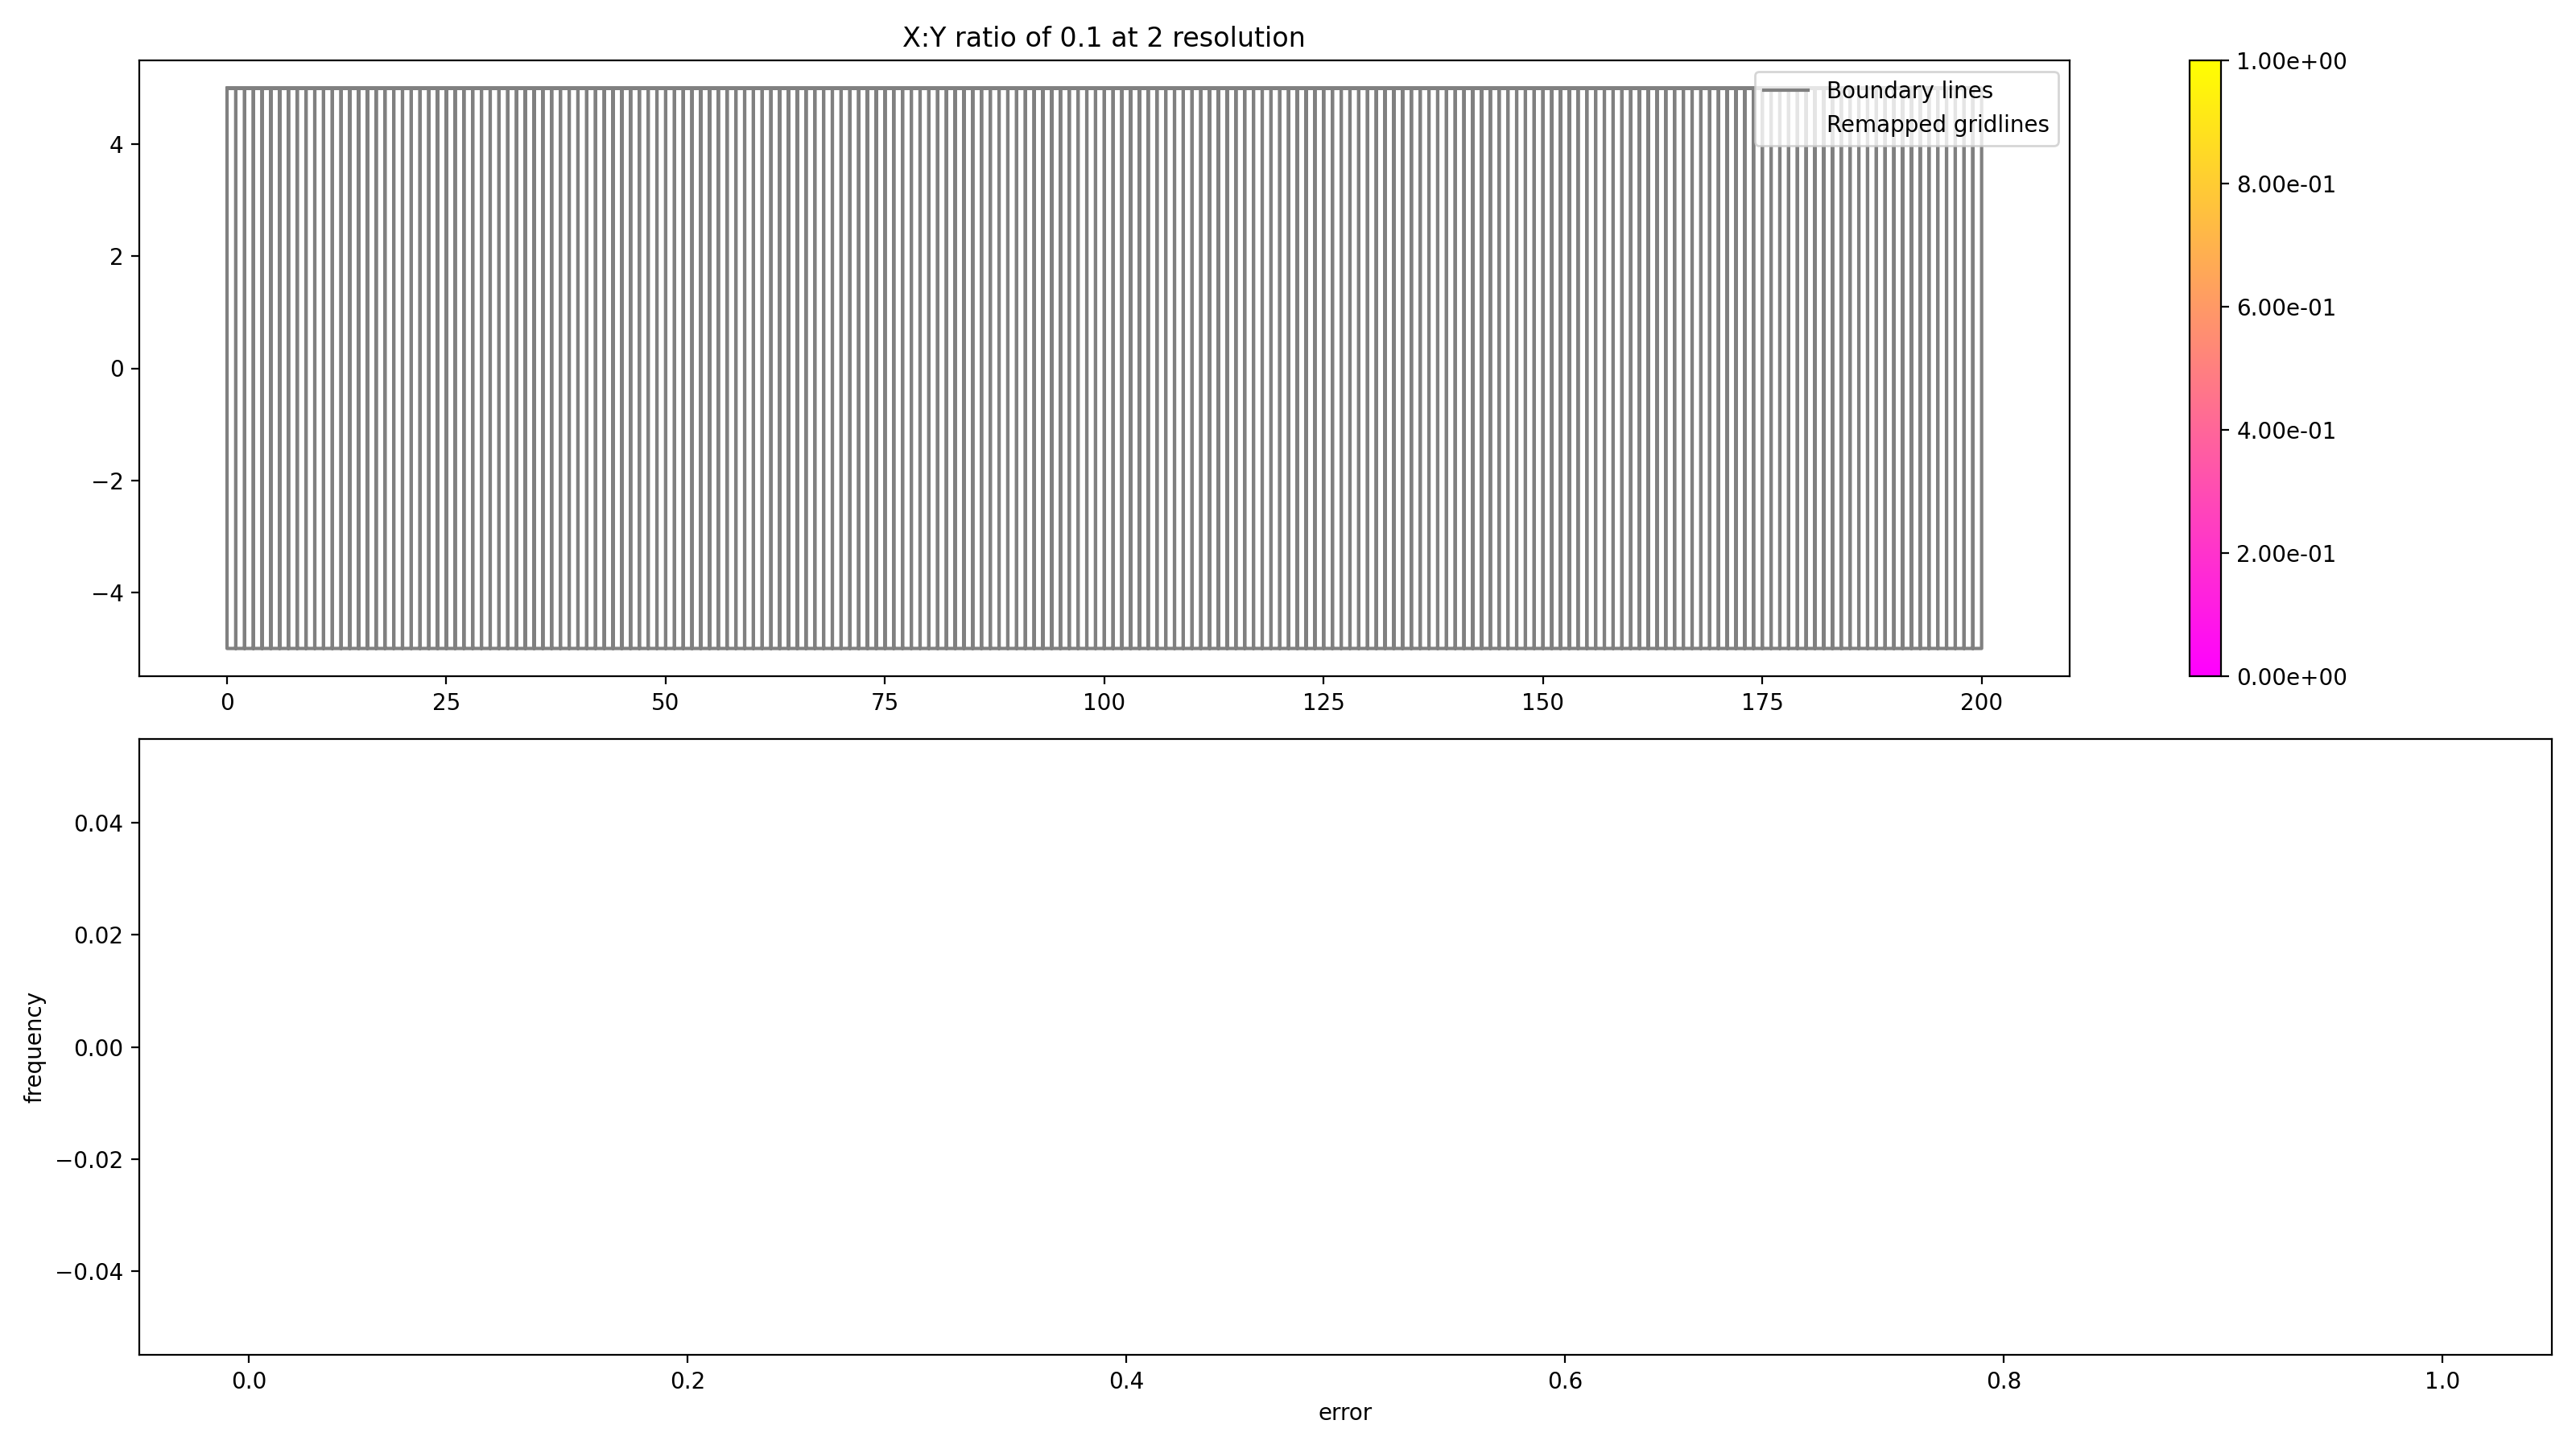 X:Y ratio of 0.1 at 2 resolution
Boundary lines
Remapped gridlines
4
2
0
−2
−4
0 25 50 75 100 125 150 175 200
1.00e+00
8.00e-01
6.00e-01
4.00e-01
2.00e-01
0.00e+00
frequency
0.04
0.02
0.00
−0.02
−0.04
0.0 0.2 0.4 0.6 0.8 1.0
error